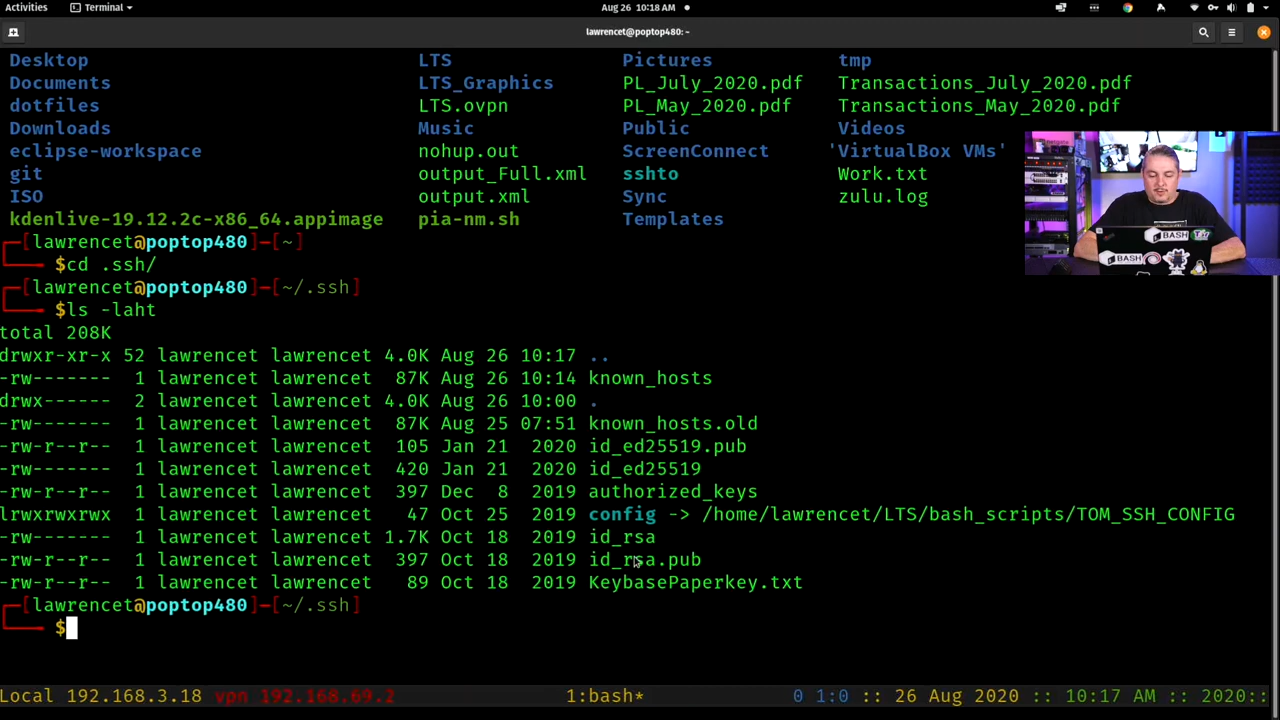 Activities Terminal Aug 26 10:18 AM
lawrencet@poptop480: ~
Desktop LTS Pictures tmp
Documents LTS_Graphics PL_July_2020.pdf Transactions_July_2020.pdf
dotfiles LTS.ovpn PL_May_2020.pdf Transactions_May_2020.pdf
Downloads Music Public Videos
eclipse-workspace nohup.out ScreenConnect 'VirtualBox VMs'
git output_Full.xml sshto Work.txt
ISO output.xml Sync zulu.log
kdenlive-19.12.2c-x86_64.appimage pia-nm.sh Templates
[lawrencet@poptop480]-[~]
$cd .ssh/
[lawrencet@poptop480]-[~/.ssh]
$ls -laht
total 208K
drwxr-xr-x 52 lawrencet lawrencet 4.0K Aug 26 10:17 ..
-rw------- 1 lawrencet lawrencet 87K Aug 26 10:14 known_hosts
drwx------ 2 lawrencet lawrencet 4.0K Aug 26 10:00 .
-rw------- 1 lawrencet lawrencet 87K Aug 25 07:51 known_hosts.old
-rw-r--r-- 1 lawrencet lawrencet 105 Jan 21 2020 id_ed25519.pub
-rw------- 1 lawrencet lawrencet 420 Jan 21 2020 id_ed25519
-rw-r--r-- 1 lawrencet lawrencet 397 Dec 8 2019 authorized_keys
lrwxrwxrwx 1 lawrencet lawrencet 47 Oct 25 2019 config -> /home/lawrencet/LTS/bash_scripts/TOM_SSH_CONFIG
-rw------- 1 lawrencet lawrencet 1.7K Oct 18 2019 id_rsa
-rw-r--r-- 1 lawrencet lawrencet 397 Oct 18 2019 id_rsa.pub
-rw-r--r-- 1 lawrencet lawrencet 89 Oct 18 2019 KeybasePaperkey.txt
[lawrencet@poptop480]-[~/.ssh]
$
Local 192.168.3.18 vpn 192.168.69.2 1:bash* 0 1:0 :: 26 Aug 2020 :: 10:17 AM :: 2020::
BASH
BASH